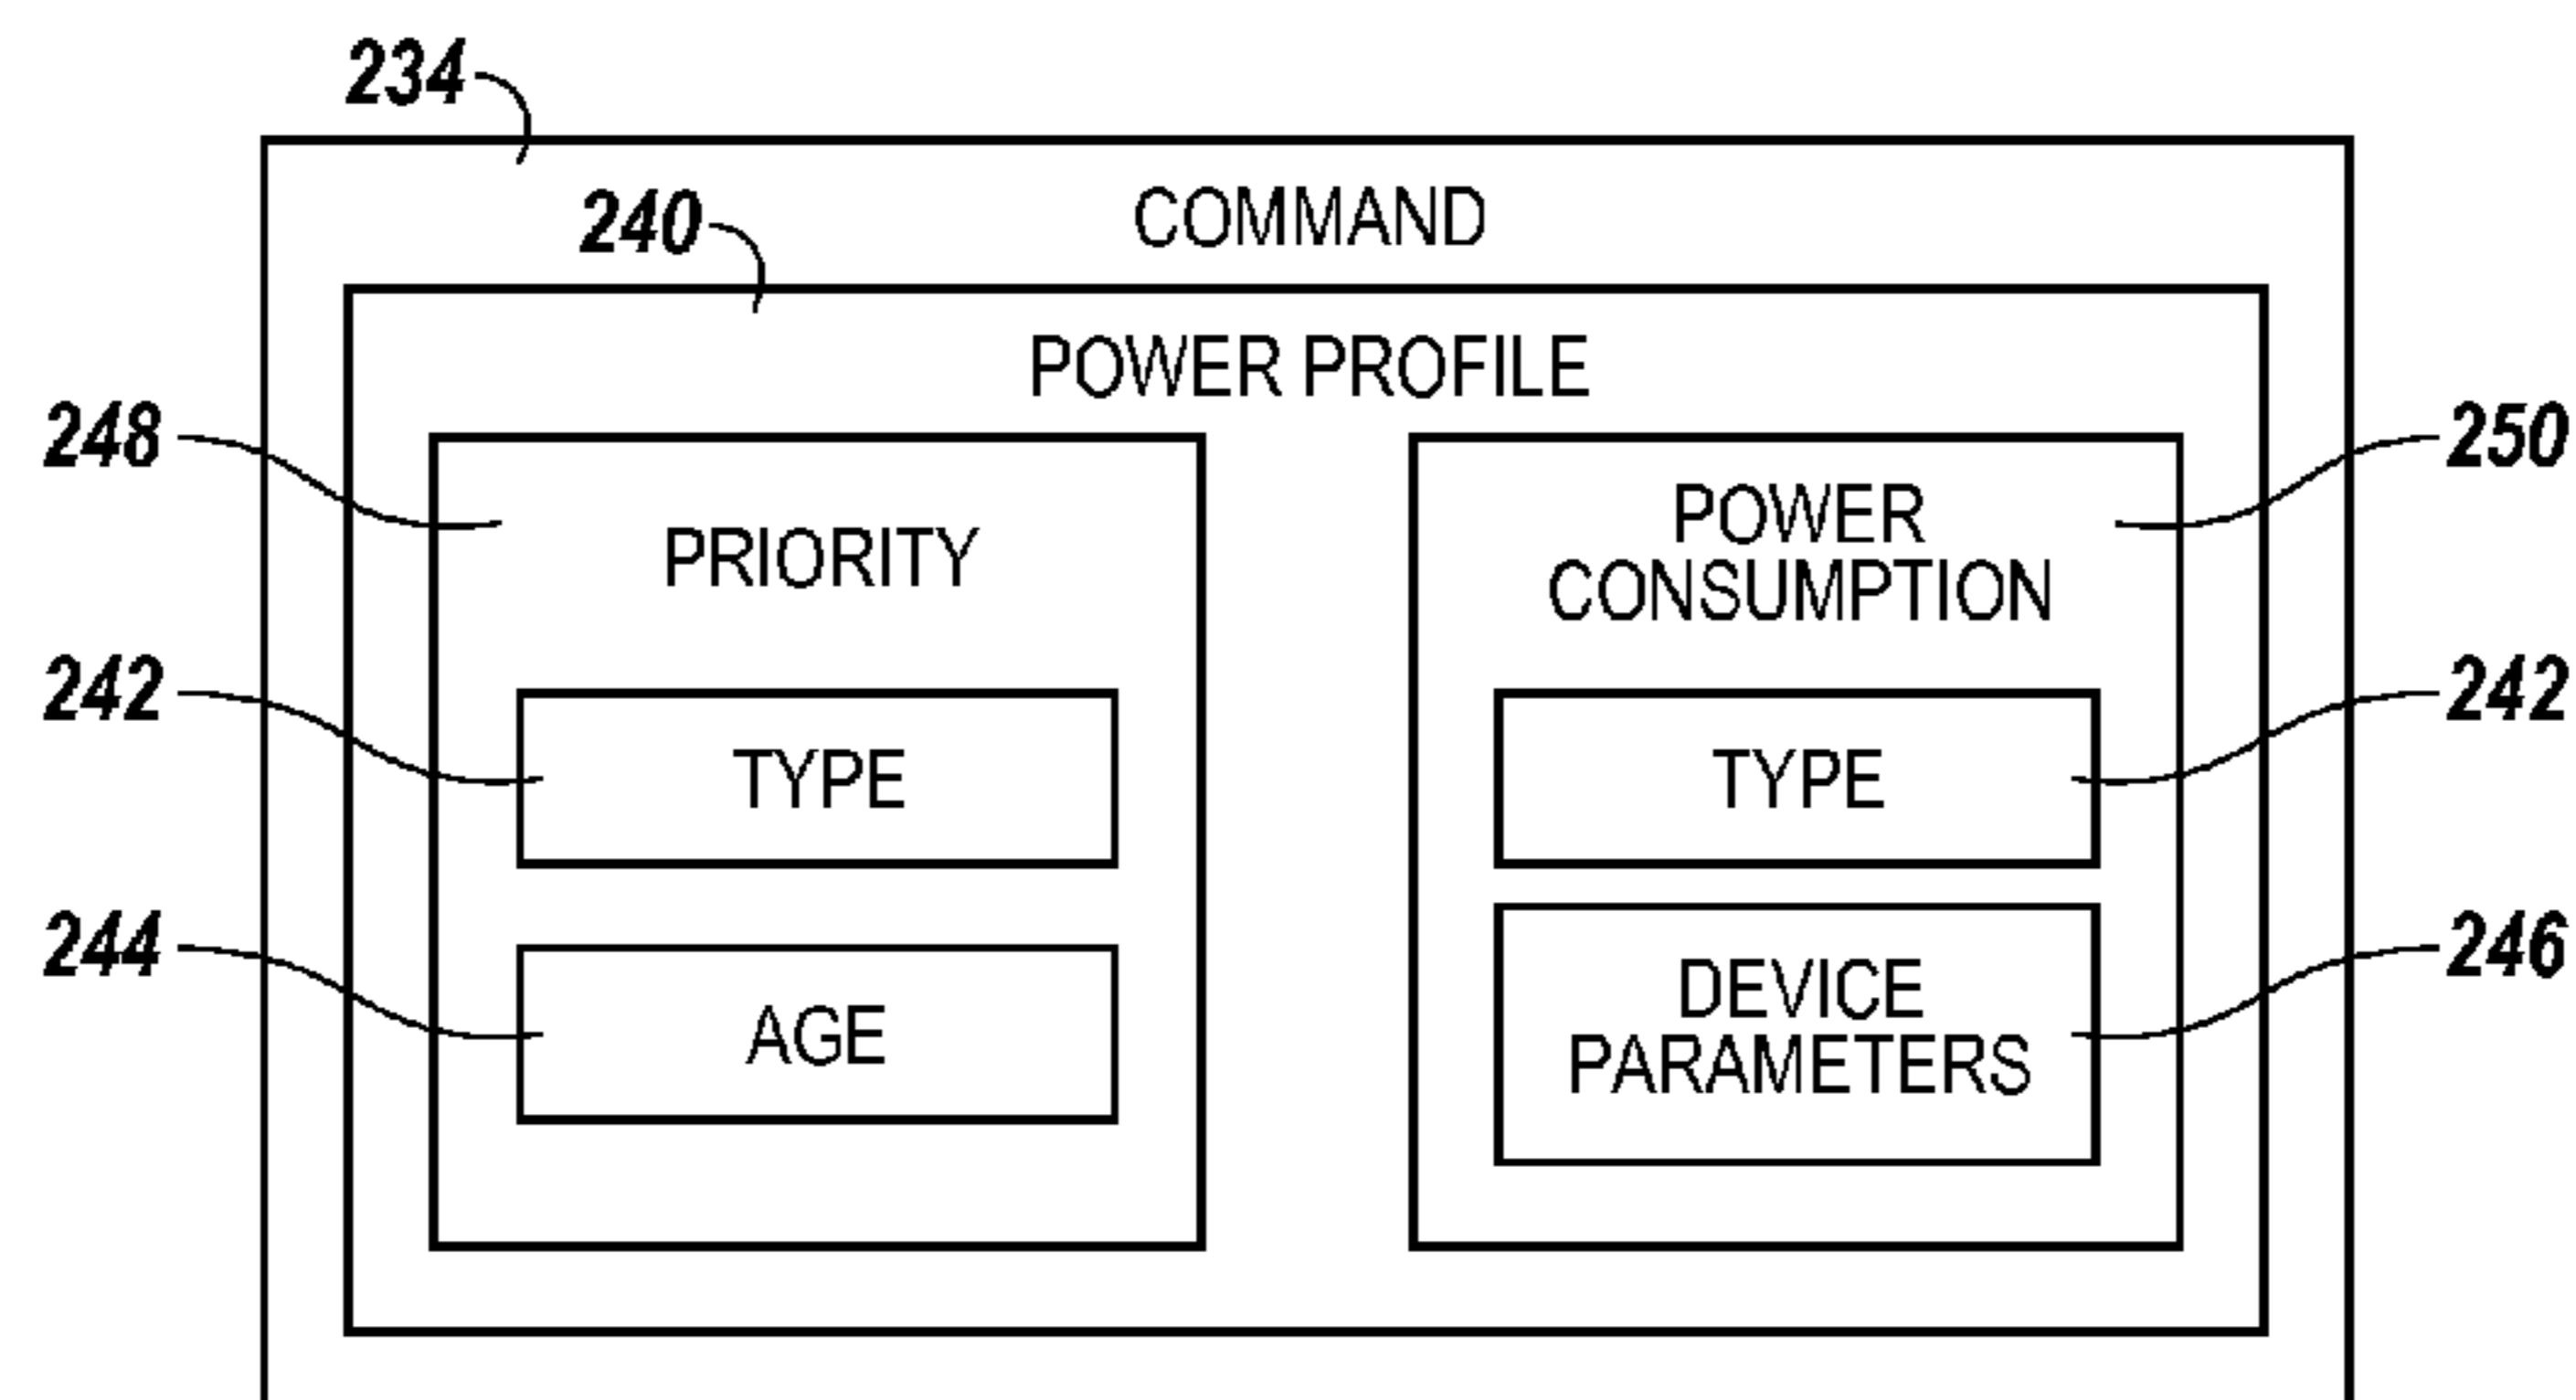 234
COMMAND
240
POWER PROFILE
248
250
PRIORITY
POWER
CONSUMPTION
242
TYPE
TYPE
242
244
AGE
DEVICE
PARAMETERS
246